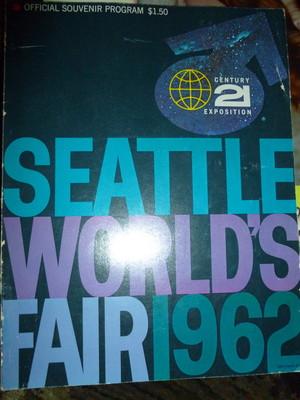 OFFICIAL SOUVENIR PROGRAM $1.50
CENTURY
21
EXPOSITION
SEATTLE
WORLD'S
FAIR 1962